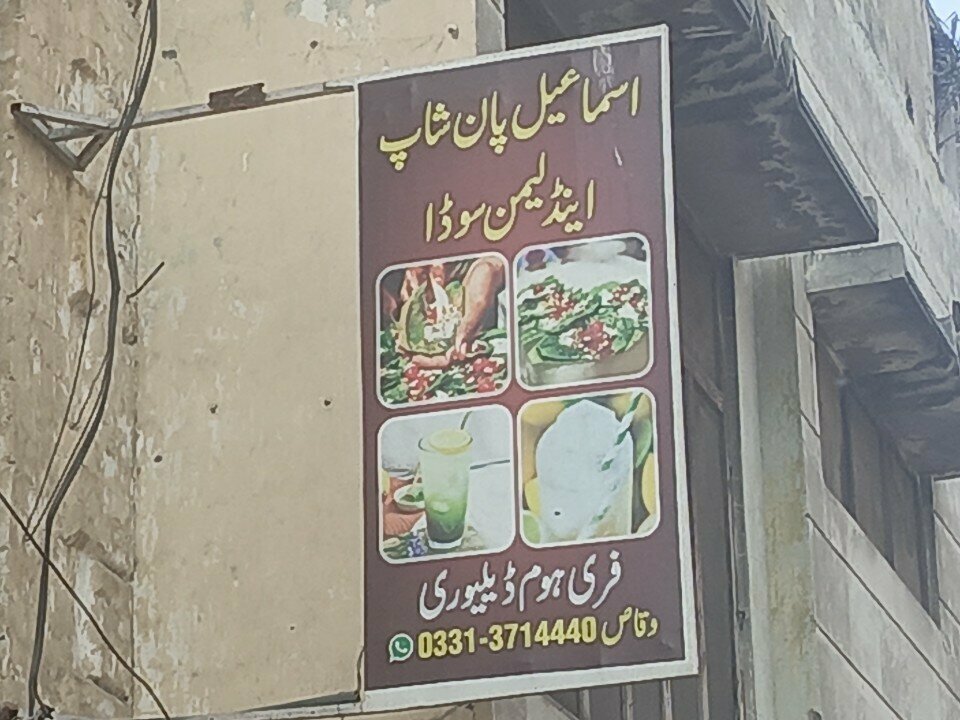 اسماعیل پان شاپ
اینڈ لیمن سوڈا
فری ہوم ڈیلیوری
وقاص 0331-3714440